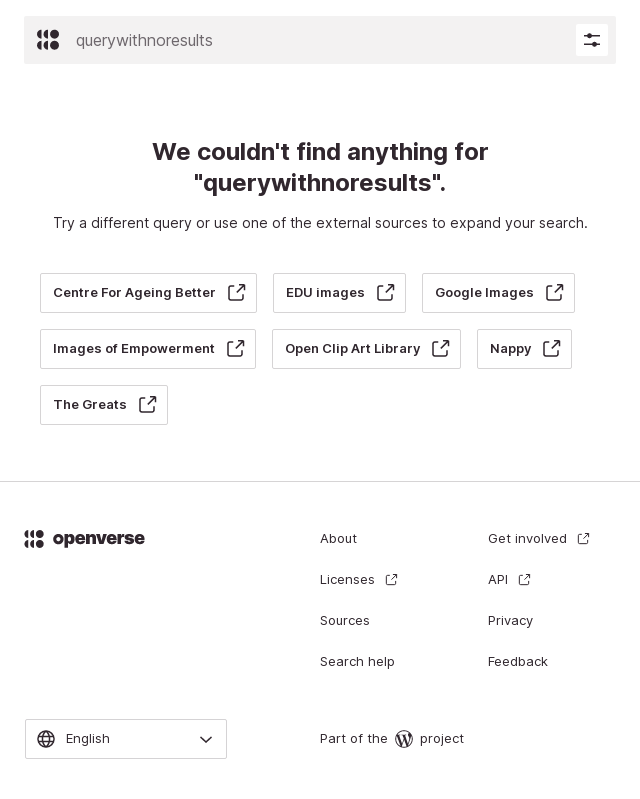 querywithnoresults
We couldn't find anything for
"querywithnoresults".
Try a different query or use one of the external sources to expand your search.
Centre For Ageing Better
EDU images
Google Images
Images of Empowerment
Open Clip Art Library
Nappy
The Greats
openverse
About
Get involved
Licenses
API
Sources
Privacy
Search help
Feedback
English
Part of the W project